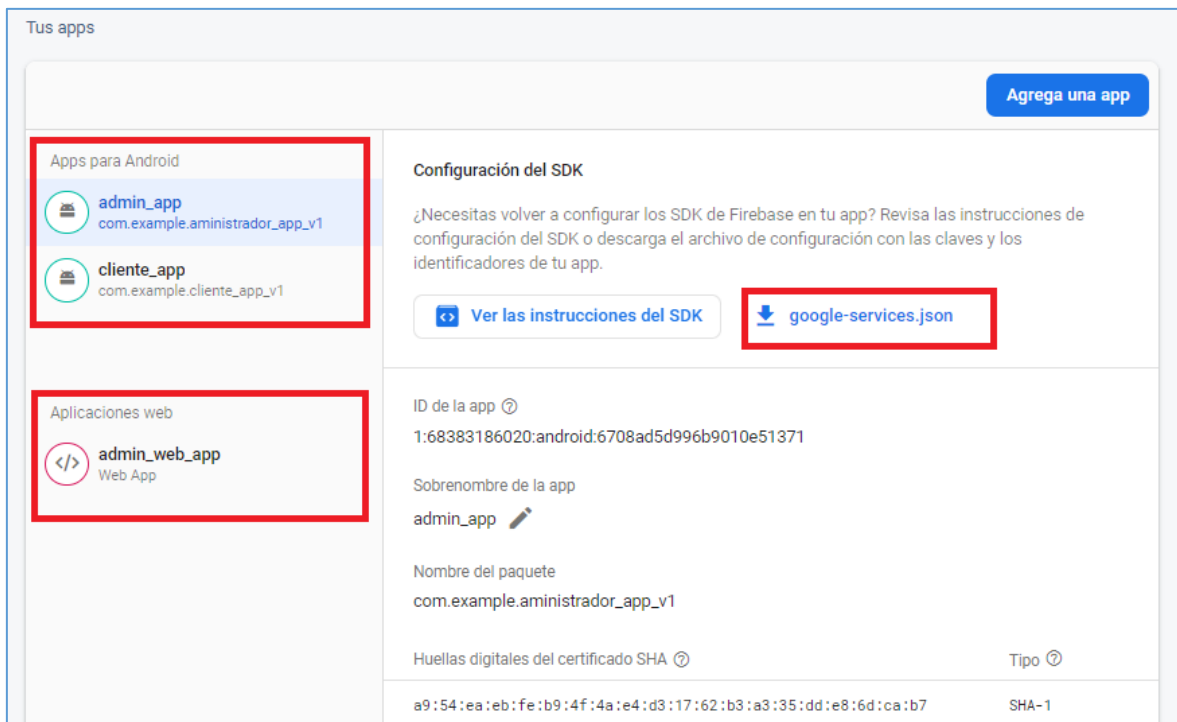 Tus apps
Agrega una app
Apps para Android
admin_app
com.example.aministrador_app_v1
cliente_app
com.example.cliente_app_v1
Aplicaciones web
admin_web_app
Web App
Configuración del SDK
¿Necesitas volver a configurar los SDK de Firebase en tu app? Revisa las instrucciones de
configuración del SDK o descarga el archivo de configuración con las claves y los
identificadores de tu app.
Ver las instrucciones del SDK
google-services.json
ID de la app
1:68383186020:android:6708ad5d996b9010e51371
Sobrenombre de la app
admin_app
Nombre del paquete
com.example.aministrador_app_v1
Huellas digitales del certificado SHA Tipo
a9:54:ea:eb:fe:b9:4f:4a:e4:d3:17:62:b3:a3:35:dd:e8:6d:ca:b7 SHA-1